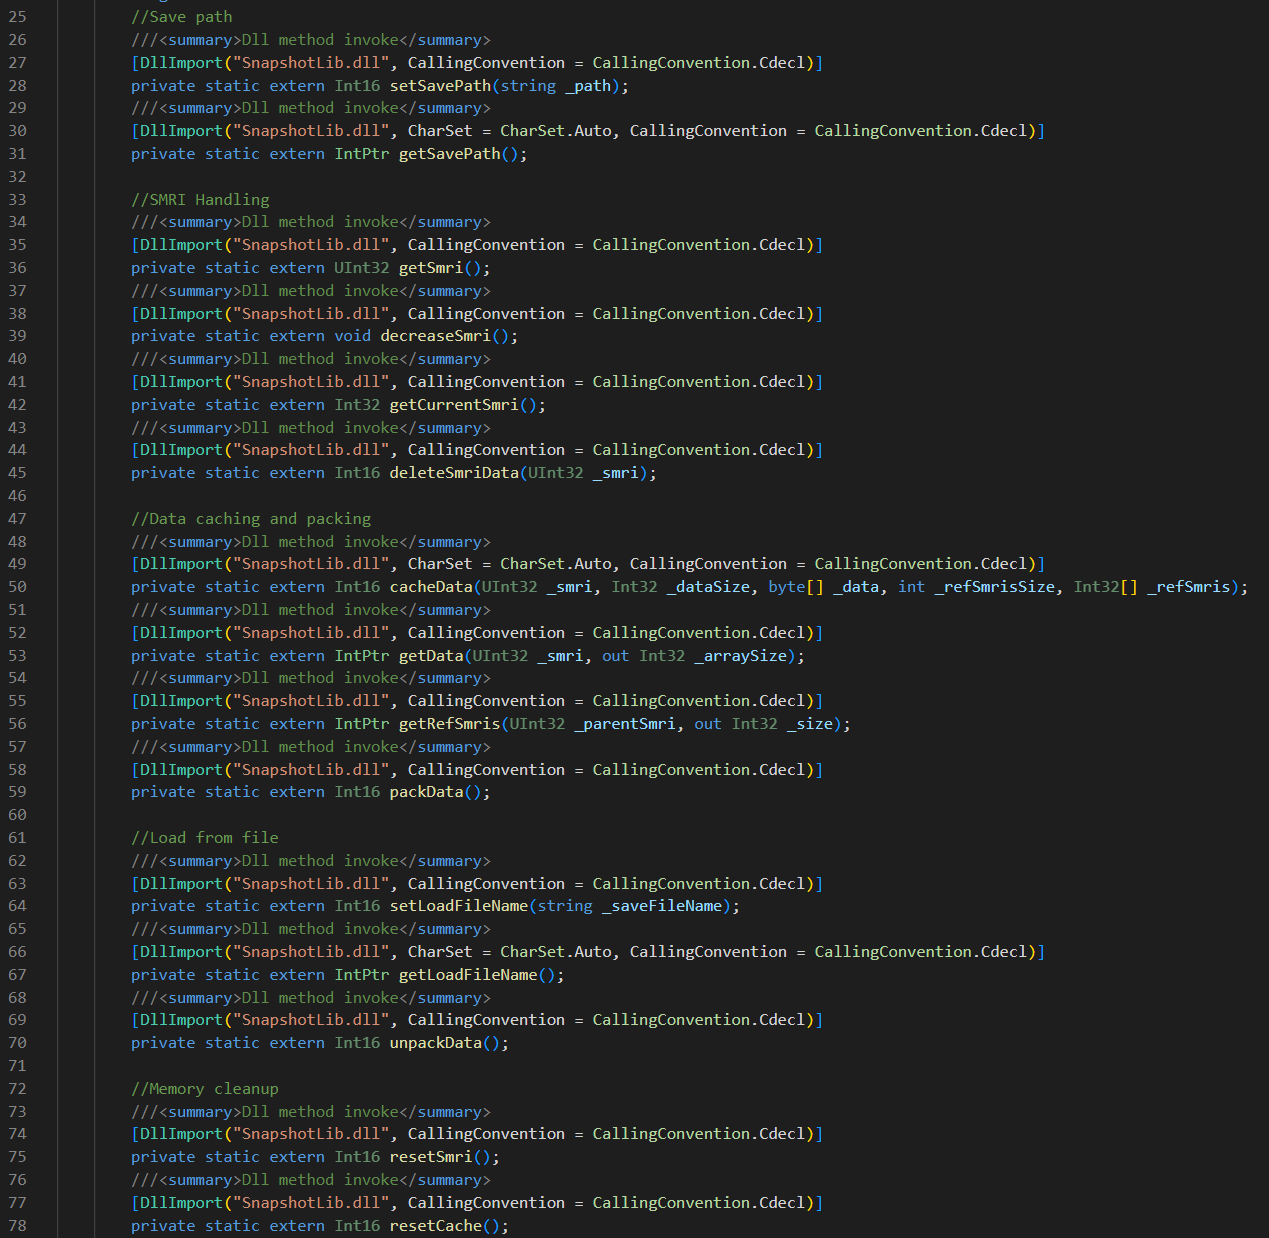 25 //Save path
26 ///<summary>Dll method invoke</summary>
27 [DllImport("SnapshotLib.dll", CallingConvention = CallingConvention.Cdecl)]
28 private static extern Int16 setSavePath(string _path);
29 ///<summary>Dll method invoke</summary>
30 [DllImport("SnapshotLib.dll", CharSet = CharSet.Auto, CallingConvention = CallingConvention.Cdecl)]
31 private static extern IntPtr getSavePath();
32
33 //SMRI Handling
34 ///<summary>Dll method invoke</summary>
35 [DllImport("SnapshotLib.dll", CallingConvention = CallingConvention.Cdecl)]
36 private static extern UInt32 getSmri();
37 ///<summary>Dll method invoke</summary>
38 [DllImport("SnapshotLib.dll", CallingConvention = CallingConvention.Cdecl)]
39 private static extern void decreaseSmri();
40 ///<summary>Dll method invoke</summary>
41 [DllImport("SnapshotLib.dll", CallingConvention = CallingConvention.Cdecl)]
42 private static extern Int32 getCurrentSmri();
43 ///<summary>Dll method invoke</summary>
44 [DllImport("SnapshotLib.dll", CallingConvention = CallingConvention.Cdecl)]
45 private static extern Int16 deleteSmriData(UInt32 _smri);
46
47 //Data caching and packing
48 ///<summary>Dll method invoke</summary>
49 [DllImport("SnapshotLib.dll", CharSet = CharSet.Auto, CallingConvention = CallingConvention.Cdecl)]
50 private static extern Int16 cacheData(UInt32 _smri, Int32 _dataSize, byte[] _data, int _refSmrisSize, Int32[] _refSmris);
51 ///<summary>Dll method invoke</summary>
52 [DllImport("SnapshotLib.dll", CallingConvention = CallingConvention.Cdecl)]
53 private static extern IntPtr getData(UInt32 _smri, out Int32 _arraySize);
54 ///<summary>Dll method invoke</summary>
55 [DllImport("SnapshotLib.dll", CallingConvention = CallingConvention.Cdecl)]
56 private static extern IntPtr getRefSmris(UInt32 _parentSmri, out Int32 _size);
57 ///<summary>Dll method invoke</summary>
58 [DllImport("SnapshotLib.dll", CallingConvention = CallingConvention.Cdecl)]
59 private static extern Int16 packData();
60
61 //Load from file
62 ///<summary>Dll method invoke</summary>
63 [DllImport("SnapshotLib.dll", CallingConvention = CallingConvention.Cdecl)]
64 private static extern Int16 setLoadFileName(string _saveFileName);
65 ///<summary>Dll method invoke</summary>
66 [DllImport("SnapshotLib.dll", CharSet = CharSet.Auto, CallingConvention = CallingConvention.Cdecl)]
67 private static extern IntPtr getLoadFileName();
68 ///<summary>Dll method invoke</summary>
69 [DllImport("SnapshotLib.dll", CallingConvention = CallingConvention.Cdecl)]
70 private static extern Int16 unpackData();
71
72 //Memory cleanup
73 ///<summary>Dll method invoke</summary>
74 [DllImport("SnapshotLib.dll", CallingConvention = CallingConvention.Cdecl)]
75 private static extern Int16 resetSmri();
76 ///<summary>Dll method invoke</summary>
77 [DllImport("SnapshotLib.dll", CallingConvention = CallingConvention.Cdecl)]
78 private static extern Int16 resetCache();